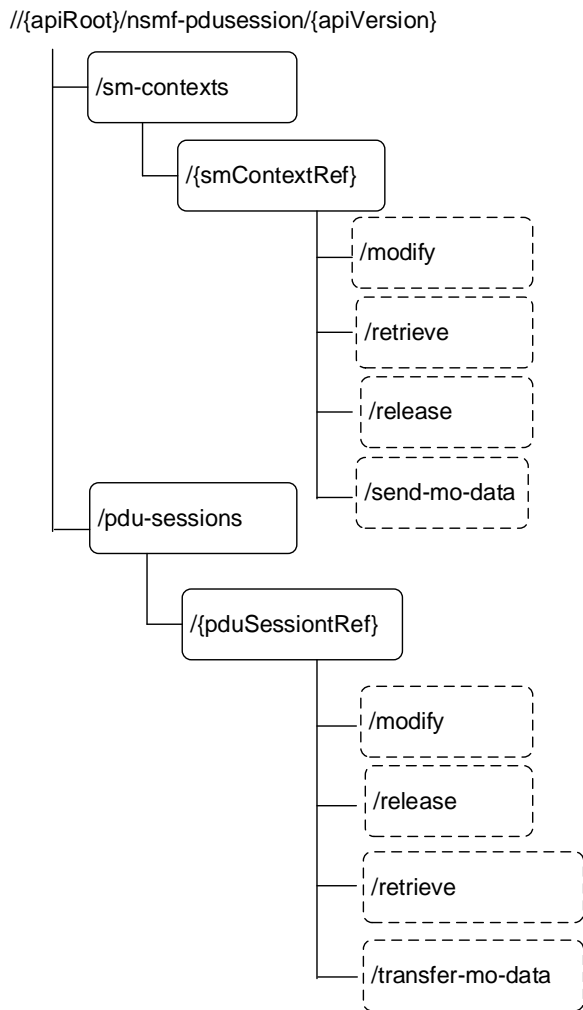 //{apiRoot}/nsmf-pdusession/{apiVersion}
/sm-contexts
/{smContextRef}
/modify
/retrieve
/release
/send-mo-data
/pdu-sessions
/{pduSessiontRef}
/modify
/release
/retrieve
/transfer-mo-data